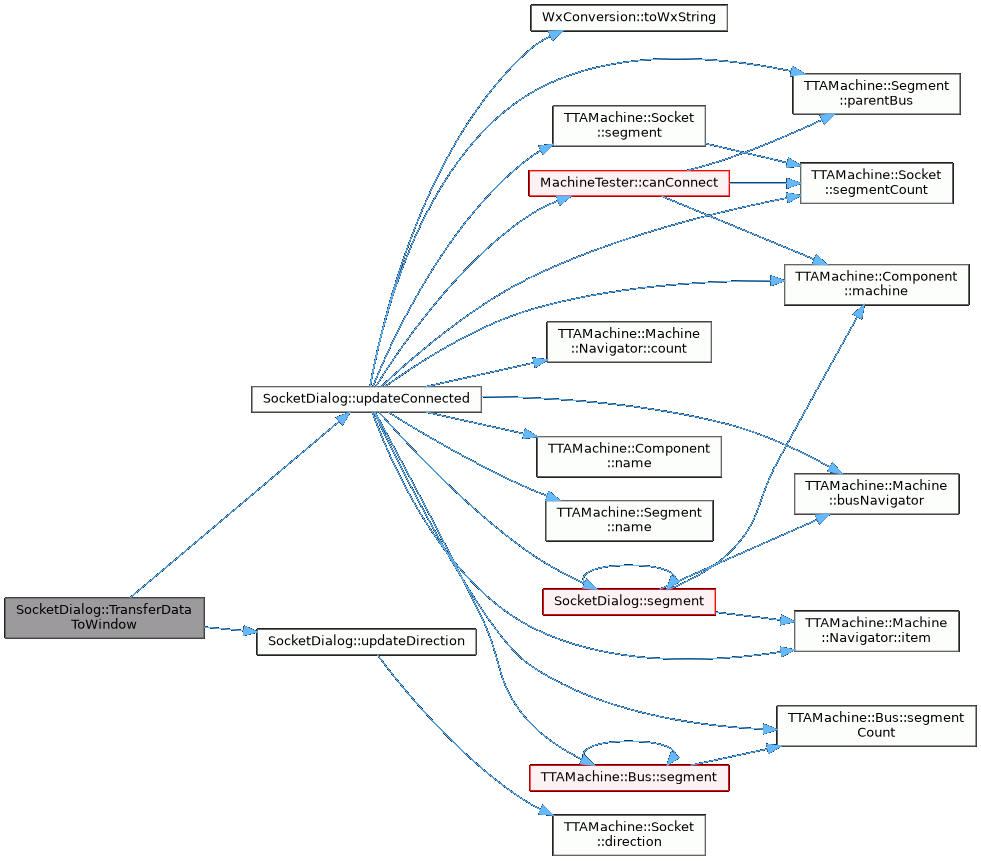 WxConversion::toWxString
TTAMachine::Segment
::parentBus
TTAMachine::Socket
::segment
MachineTester::canConnect
TTAMachine::Socket
::segmentCount
TTAMachine::Component
::machine
TTAMachine::Machine
::Navigator::count
SocketDialog::updateConnected
TTAMachine::Component
::name
TTAMachine::Machine
::busNavigator
TTAMachine::Segment
::name
SocketDialog::segment
SocketDialog::TransferData
ToWindow
SocketDialog::updateDirection
TTAMachine::Machine
::Navigator::item
TTAMachine::Bus::segment
Count
TTAMachine::Bus::segment
TTAMachine::Socket
::direction